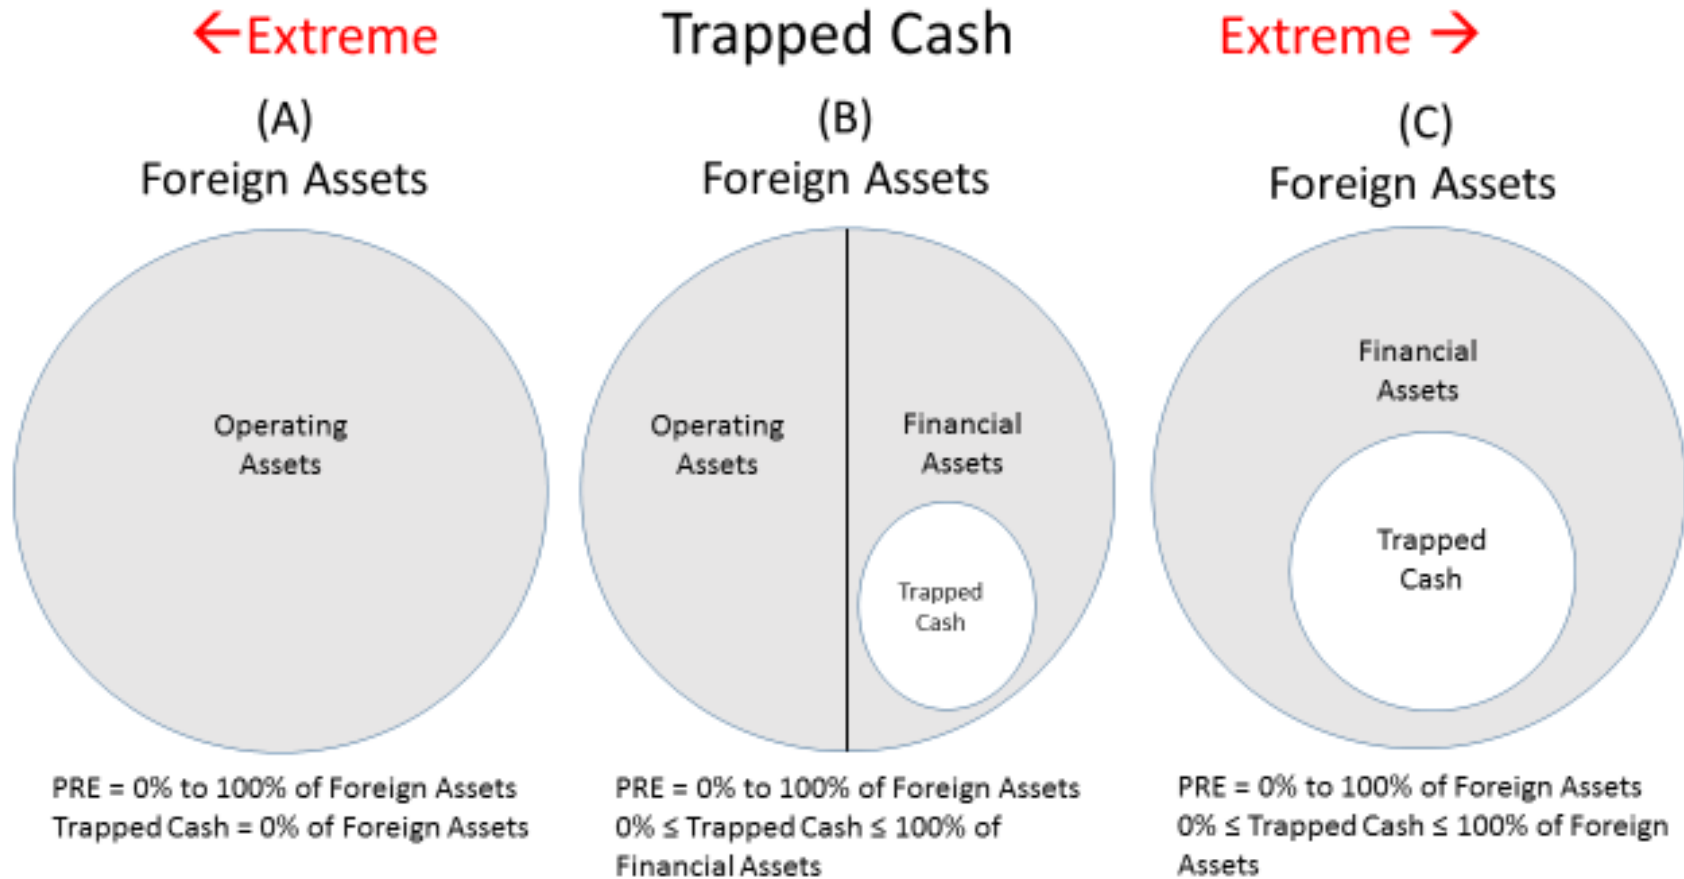 ←Extreme
Trapped Cash
Extreme →
(A)
Foreign Assets
(B)
Foreign Assets
(C)
Foreign Assets
Operating
Assets
Operating
Assets
Financial
Assets
Trapped
Cash
Financial
Assets
Trapped
Cash
PRE = 0% to 100% of Foreign Assets
Trapped Cash = 0% of Foreign Assets
PRE = 0% to 100% of Foreign Assets
0% ≤ Trapped Cash ≤ 100% of
Financial Assets
PRE = 0% to 100% of Foreign Assets
0% ≤ Trapped Cash ≤ 100% of Foreign
Assets